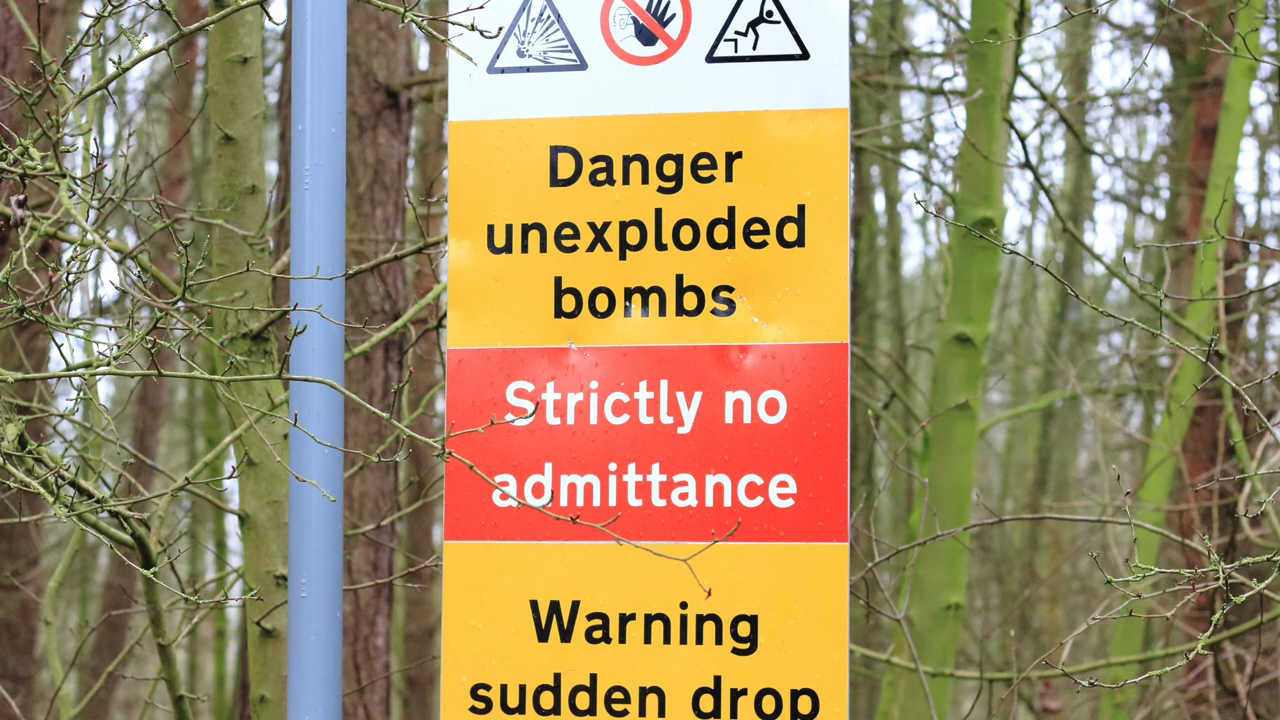 Danger
unexploded
bombs
Strictly no
admittance
Warning
sudden drop